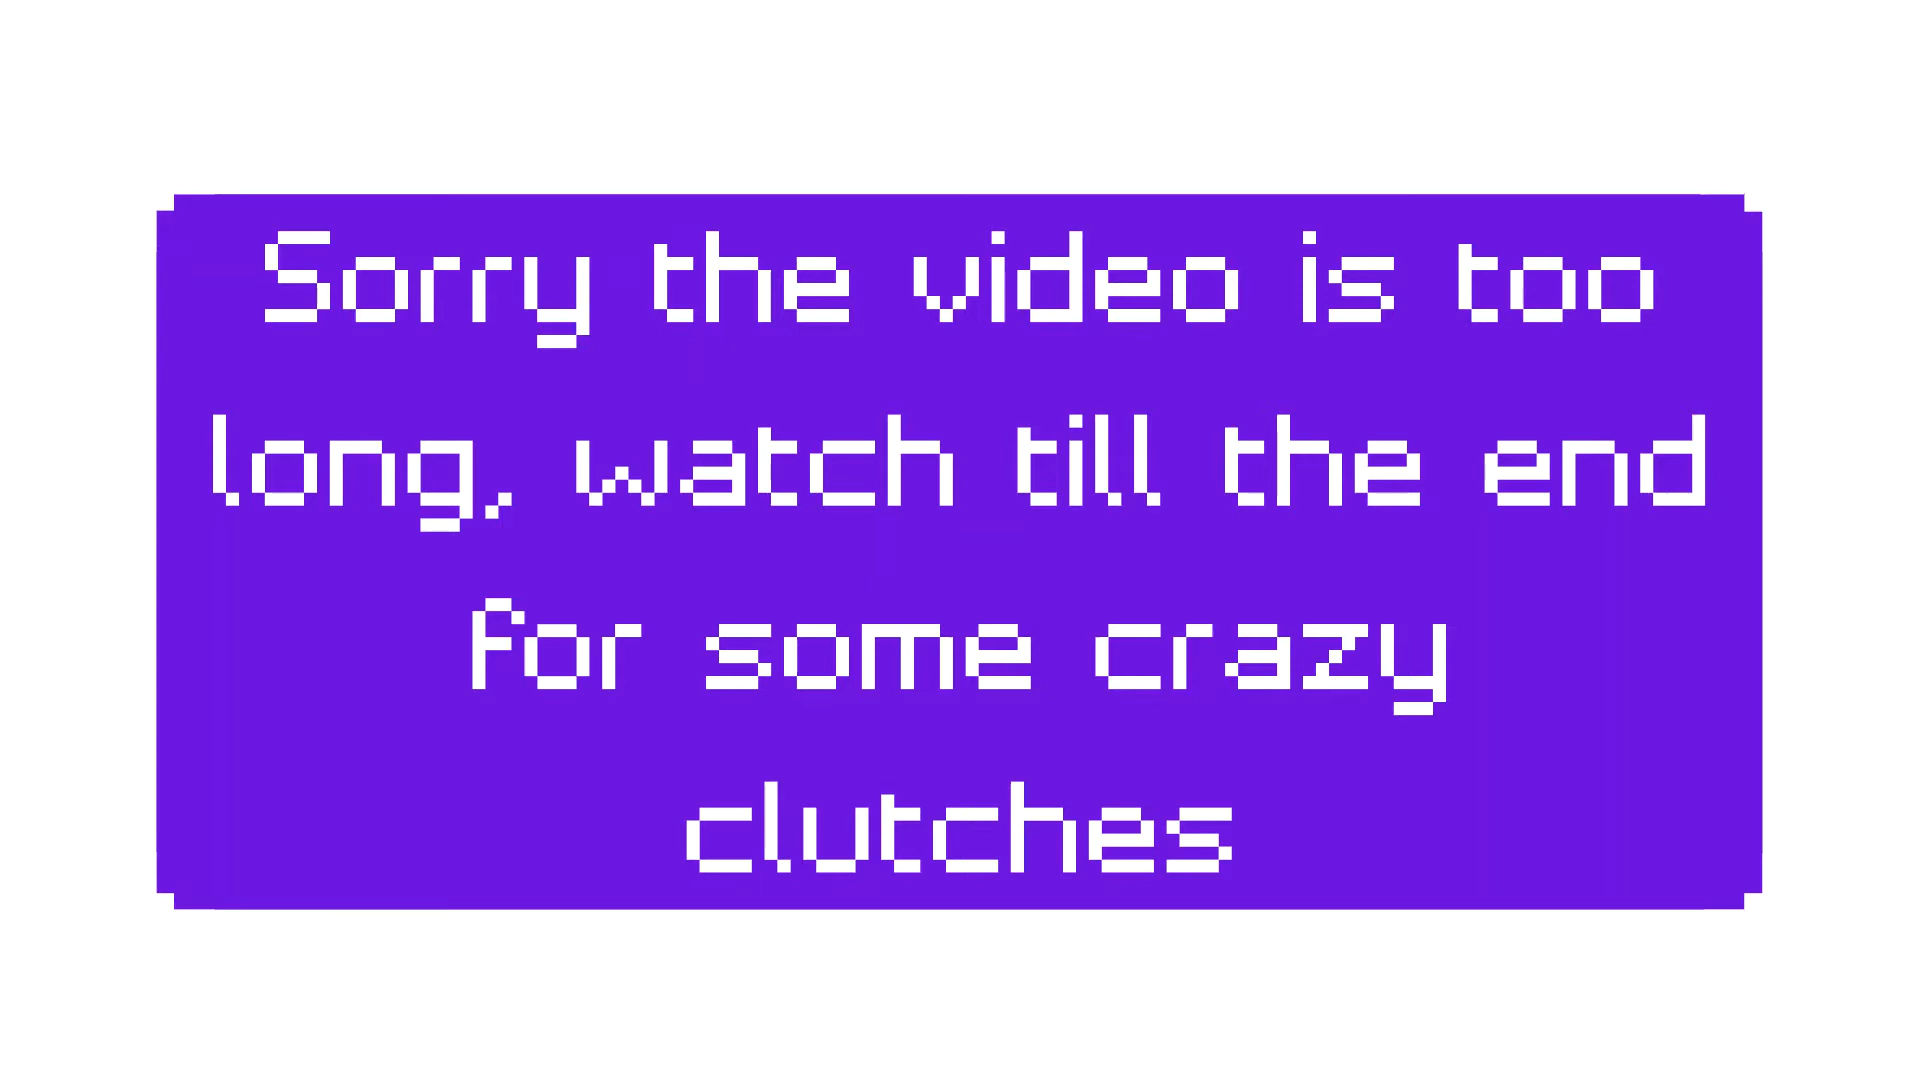 Sorry the video is too
long, watch till the end
for some crazy
clutches